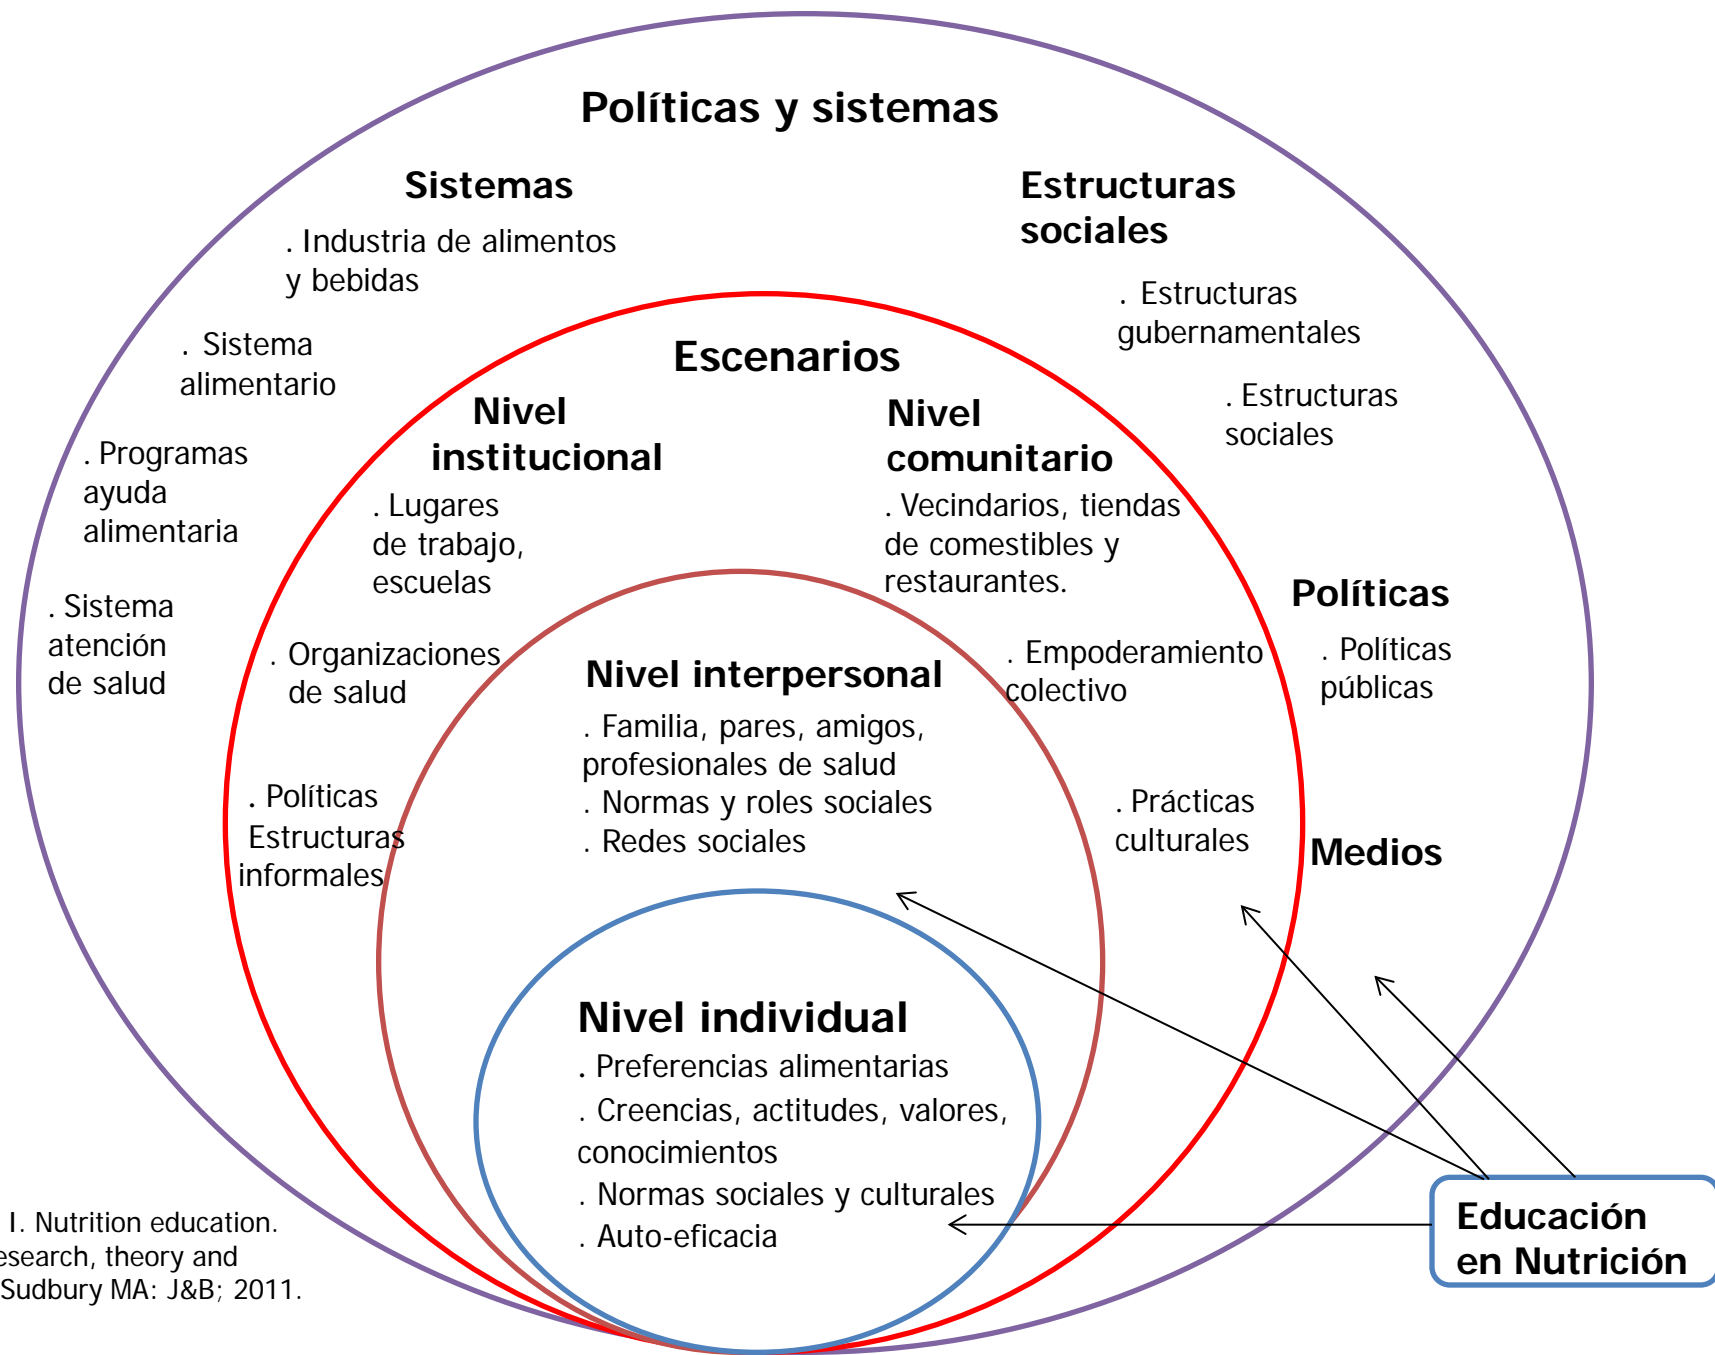 Políticas y sistemas
Sistemas
. Industria de alimentos
y bebidas
. Sistema
alimentario
. Programas
ayuda
alimentaria
. Sistema
atención
de salud
Estructuras
sociales
. Estructuras
gubernamentales
. Estructuras
sociales
Políticas
. Políticas
públicas
Medios
Escenarios
Nivel
institucional
. Lugares
de trabajo,
escuelas
. Organizaciones
de salud
. Políticas
Estructuras
informales
Nivel
comunitario
. Vecindarios, tiendas
de comestibles y
restaurantes.
. Empoderamiento
colectivo
. Prácticas
culturales
Nivel interpersonal
. Familia, pares, amigos,
profesionales de salud
. Normas y roles sociales
. Redes sociales
Nivel individual
. Preferencias alimentarias
. Creencias, actitudes, valores,
conocimientos
. Normas sociales y culturales
. Auto-eficacia
Educación
en Nutrición
I. Nutrition education.
esearch, theory and
Sudbury MA: J&B; 2011.